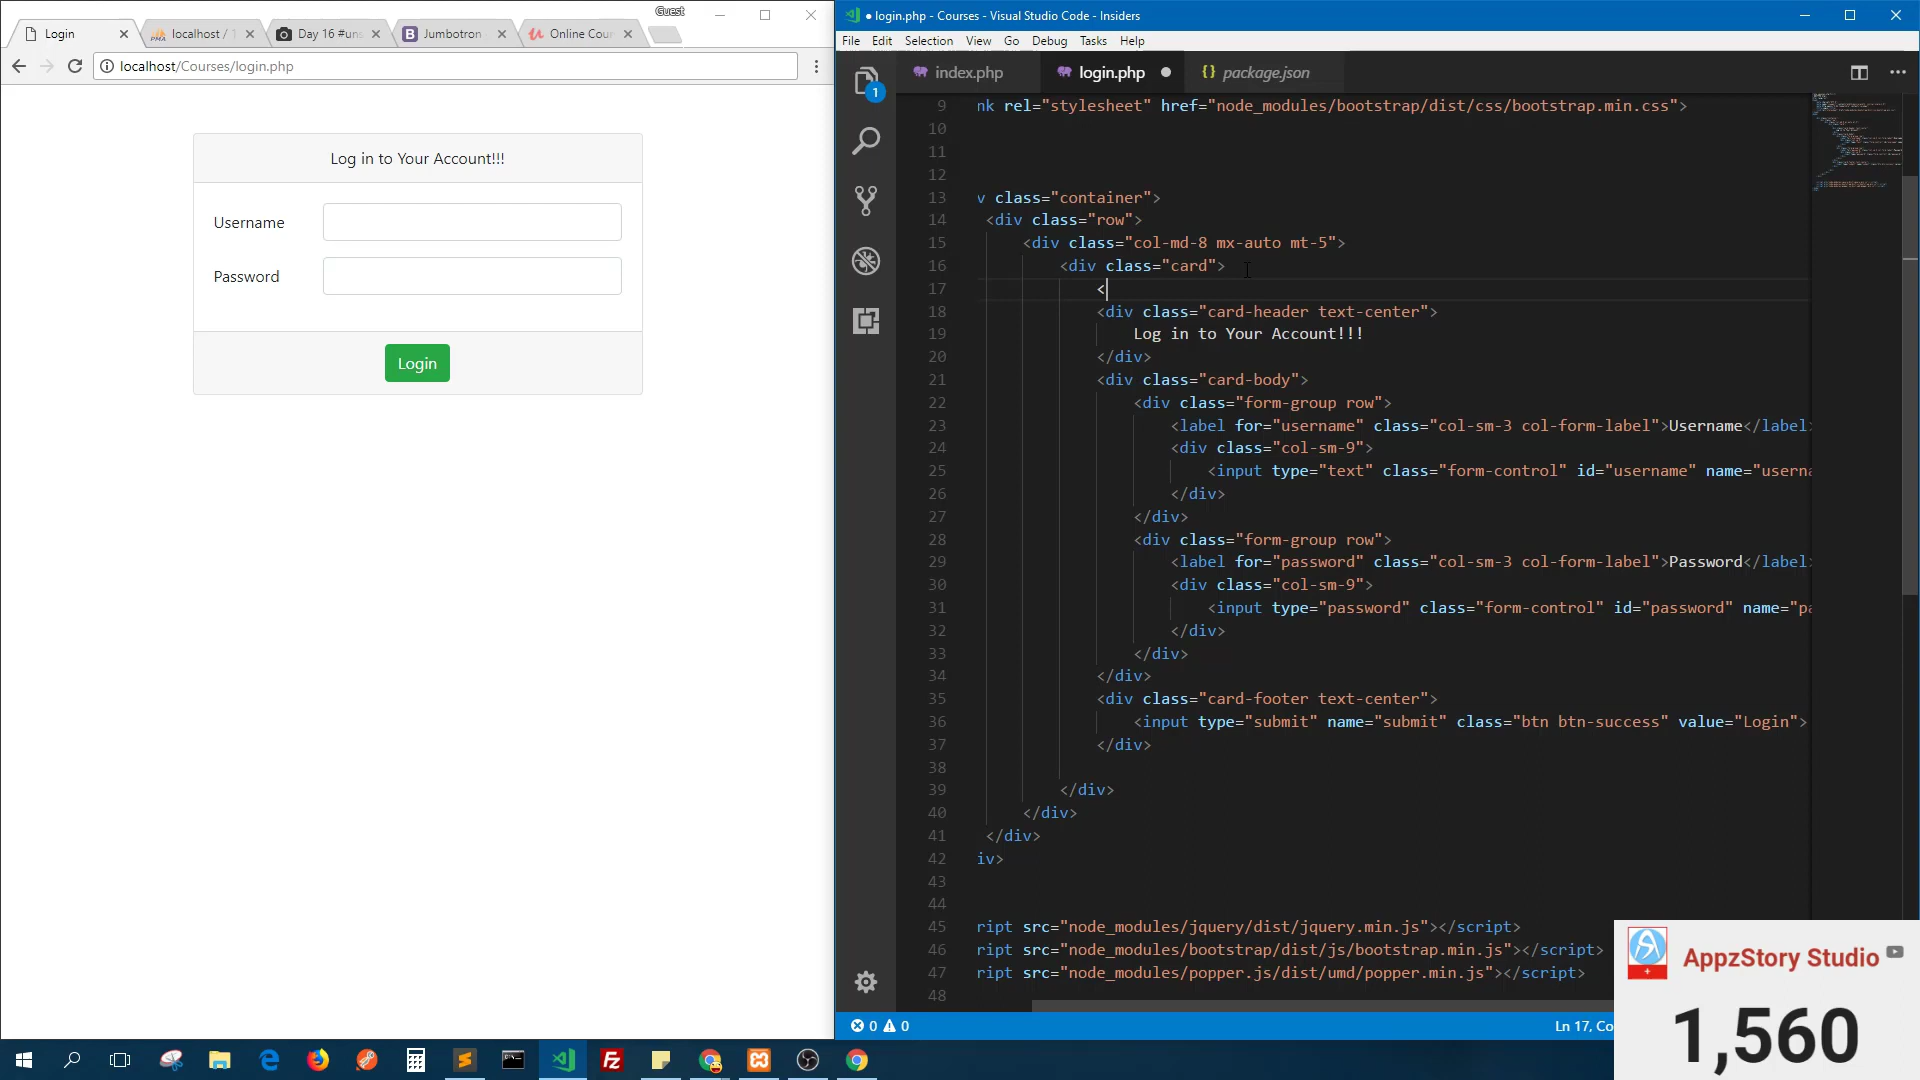 Guest
Login
localhost / 1
Day 16 #uns
Jumbotron
Online Cour
localhost/Courses/login.php
Log in to Your Account!!!
Username
Password
Login
login.php - Courses - Visual Studio Code - Insiders
File Edit Selection View Go Debug Tasks Help
1
index.php
login.php
{} package.json
9 nk rel="stylesheet" href="node_modules/bootstrap/dist/css/bootstrap.min.css">
10
11
12
13 v class="container">
14 <div class="row">
15 <div class="col-md-8 mx-auto mt-5">
16 <div class="card">
17 <
18 <div class="card-header text-center">
19 Log in to Your Account!!!
20 </div>
21 <div class="card-body">
22 <div class="form-group row">
23 <label for="username" class="col-sm-3 col-form-label">Username</label>
24 <div class="col-sm-9">
25 <input type="text" class="form-control" id="username" name="userna
26 </div>
27 </div>
28 <div class="form-group row">
29 <label for="password" class="col-sm-3 col-form-label">Password</label>
30 <div class="col-sm-9">
31 <input type="password" class="form-control" id="password" name="pa
32 </div>
33 </div>
34 </div>
35 <div class="card-footer text-center">
36 <input type="submit" name="submit" class="btn btn-success" value="Login">
37 </div>
38
39 </div>
40 </div>
41 </div>
42 iv>
43
44
45 ript src="node_modules/jquery/dist/jquery.min.js"></script>
46 ript src="node_modules/bootstrap/dist/js/bootstrap.min.js"></script>
47 ript src="node_modules/popper.js/dist/umd/popper.min.js"></script>
48
0 0
Ln 17, Co
AppzStory Studio
1,560